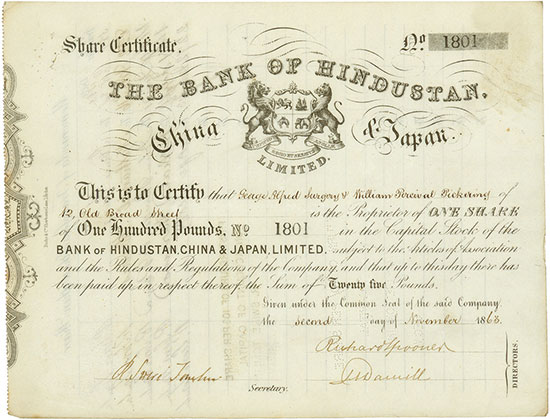 Share Certificate.
No 1801
THE BANK OF HINDUSTAN,
China & Japan.
LIMITED.
This is to Certify that George Alfred & William Percival Pickering of
12, Old Broad Street is the Proprietor of ONE SHARE
of One Hundred Pounds, No 1801 in the Capital Stock of the
BANK OF HINDUSTAN, CHINA & JAPAN, LIMITED. subject to the Articles of Association
and the Rules and Regulations of the Company, and that up to this day there has
been paid up in respect thereof the Sum of Twenty five Pounds.
Given under the Common Seal of the said Company,
the second day of November 1863.
Richard Spooner
DIRECTORS.
Secretary.